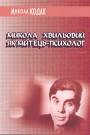 МИКОЛА КОДАК
МИКОЛА ХВИЛЬОВИЙ
ЯК МИТЕЦЬ-ПСИХОЛОГ